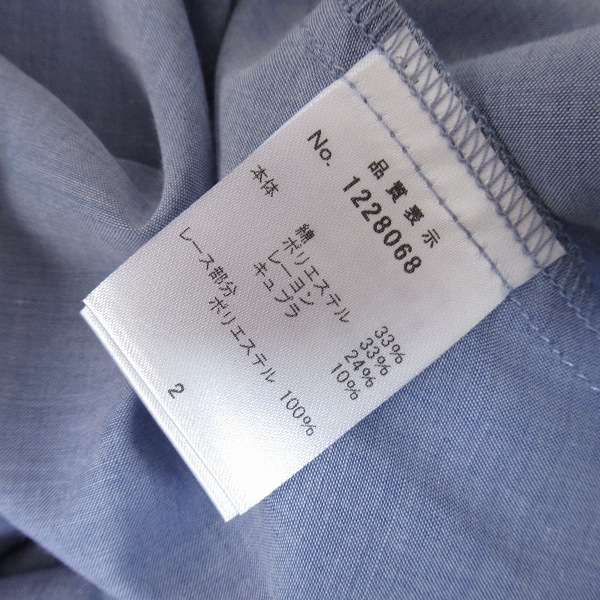 品質表示
No. 1228068
本体
綿 33%
ポリエステル 33%
レーヨン 24%
キュプラ 10%
レース部分
ポリエステル 100%
2